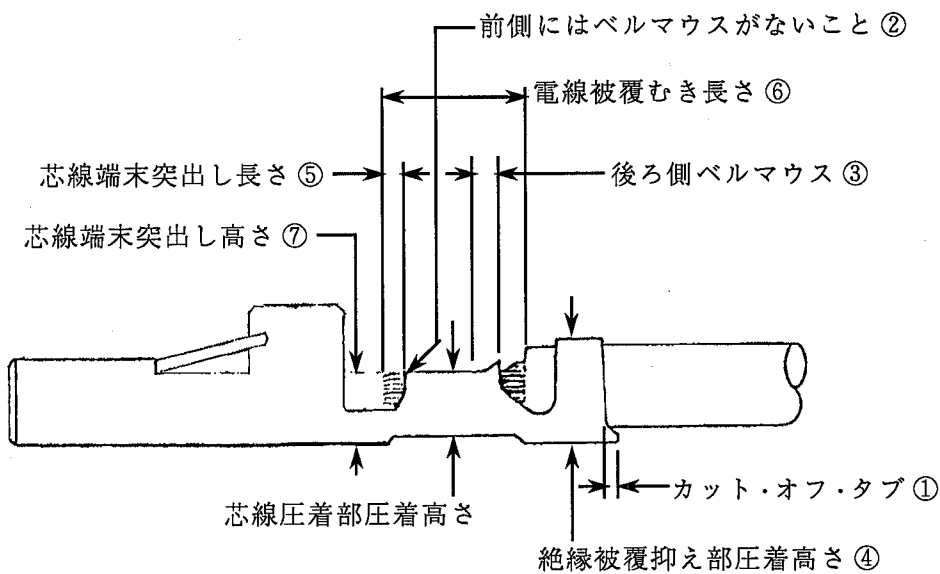 前側にはベルマウスがないこと②
電線被覆むき長さ⑥
芯線端末突出し長さ⑤
後ろ側ベルマウス③
芯線端末突出し高さ⑦
カット・オフ・タブ①
芯線圧着部圧着高さ
絶縁被覆抑え部圧着高さ④